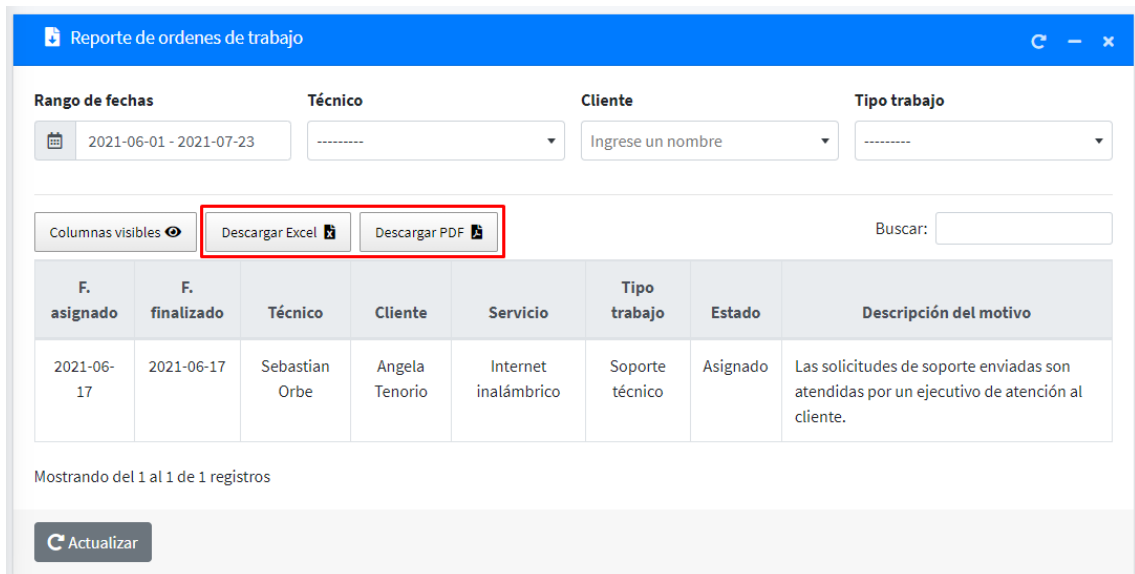 Reporte de ordenes de trabajo
Rango de fechas
Técnico
Cliente
Tipo trabajo
2021-06-01 - 2021-07-23
---------
Ingrese un nombre
---------
Columnas visibles
Descargar Excel
Descargar PDF
Buscar:
F.
asignado
F.
finalizado
Técnico
Cliente
Servicio
Tipo
trabajo
Estado
Descripción del motivo
2021-06-
17
2021-06-17
Sebastian
Orbe
Angela
Tenorio
Internet
inalámbrico
Soporte
técnico
Asignado
Las solicitudes de soporte enviadas son
atendidas por un ejecutivo de atención al
cliente.
Mostrando del 1 al 1 de 1 registros
Actualizar